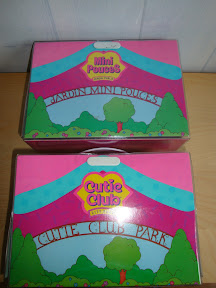 Mini
Pouces
JARDIN MINI POUCES
Cutie
Club
CUTIE CLUB PARK